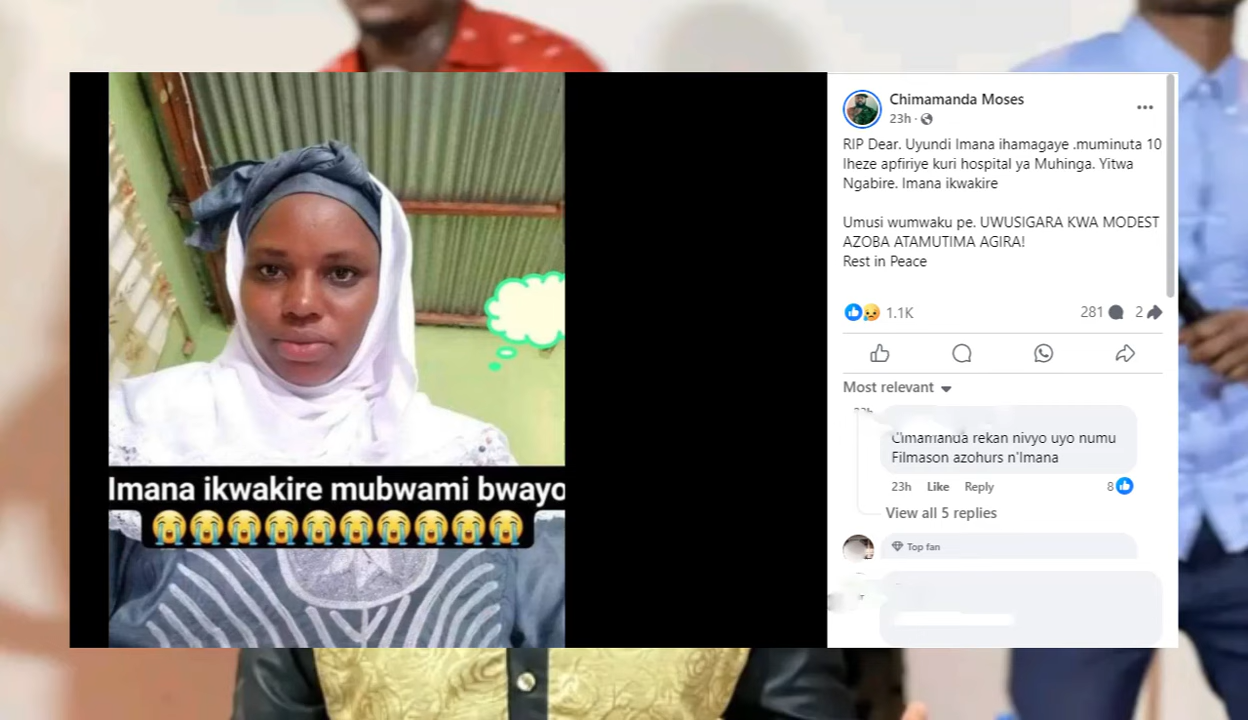 Chimamanda Moses
23h ·
RIP Dear. Uyundi Imana ihamagaye .muminuta 10
Iheze apfiriye kuri hospital ya Muhinga. Yitwa
Ngabire. Imana ikwakire
Umusi wumwaku pe. UWUSIGARA KWA MODEST
AZOBA ATAMUTIMA AGIRA!
Rest in Peace
1.1K
281
2
Most relevant
Cimamanda rekan nivyo uyo numu
Filmason azohurs n'Imana
23h Like Reply
8
View all 5 replies
Top fan
Imana ikwakire mubwami bwayo
😭😭😭😭😭😭😭😭😭😭